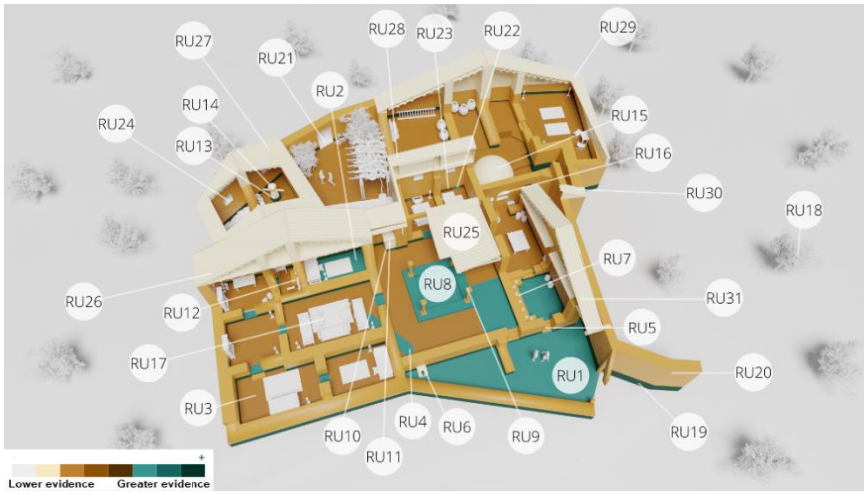 RU27
RU21
RU28
RU23
RU22
RU29
RU14
RU2
RU24
RU13
RU15
RU16
RU30
RU18
RU25
RU7
RU8
RU26
RU12
RU31
RU5
RU17
RU1
RU20
RU3
RU10
RU4
RU6
RU9
RU19
RU11
- +
Lower evidence Greater evidence